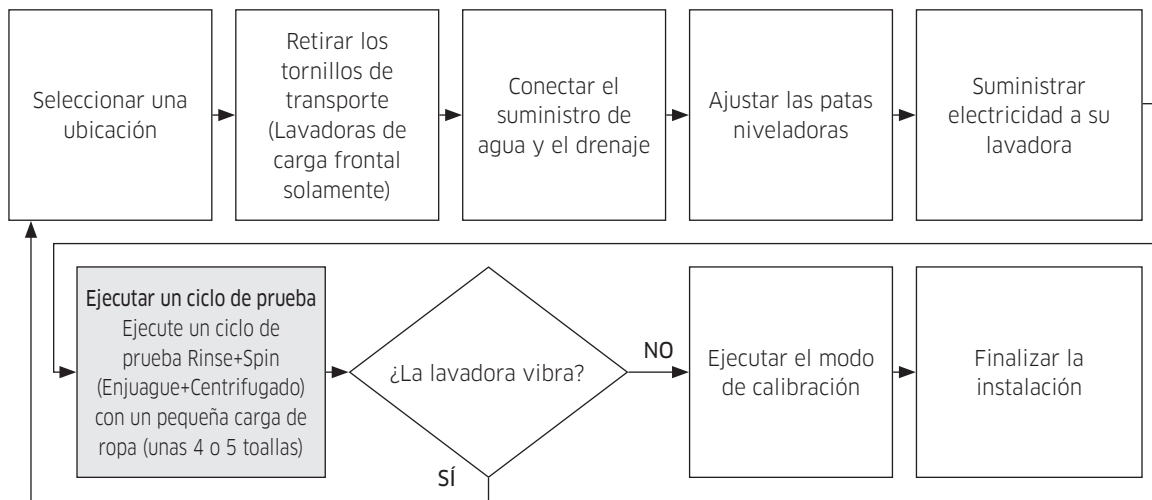 Seleccionar una
ubicación
Retirar los
tornillos de
transporte
(Lavadoras de
carga frontal
solamente)
Conectar el
suministro de
agua y el drenaje
Ajustar las patas
niveladoras
Suministrar
electricidad a su
lavadora
Ejecutar un ciclo de prueba
Ejecute un ciclo de
prueba Rinse+Spin
(Enjuague+Centrifugado)
con un pequeña carga de
ropa (unas 4 o 5 toallas)
¿La lavadora vibra?
NO
SÍ
Ejecutar el modo
de calibración
Finalizar la
instalación